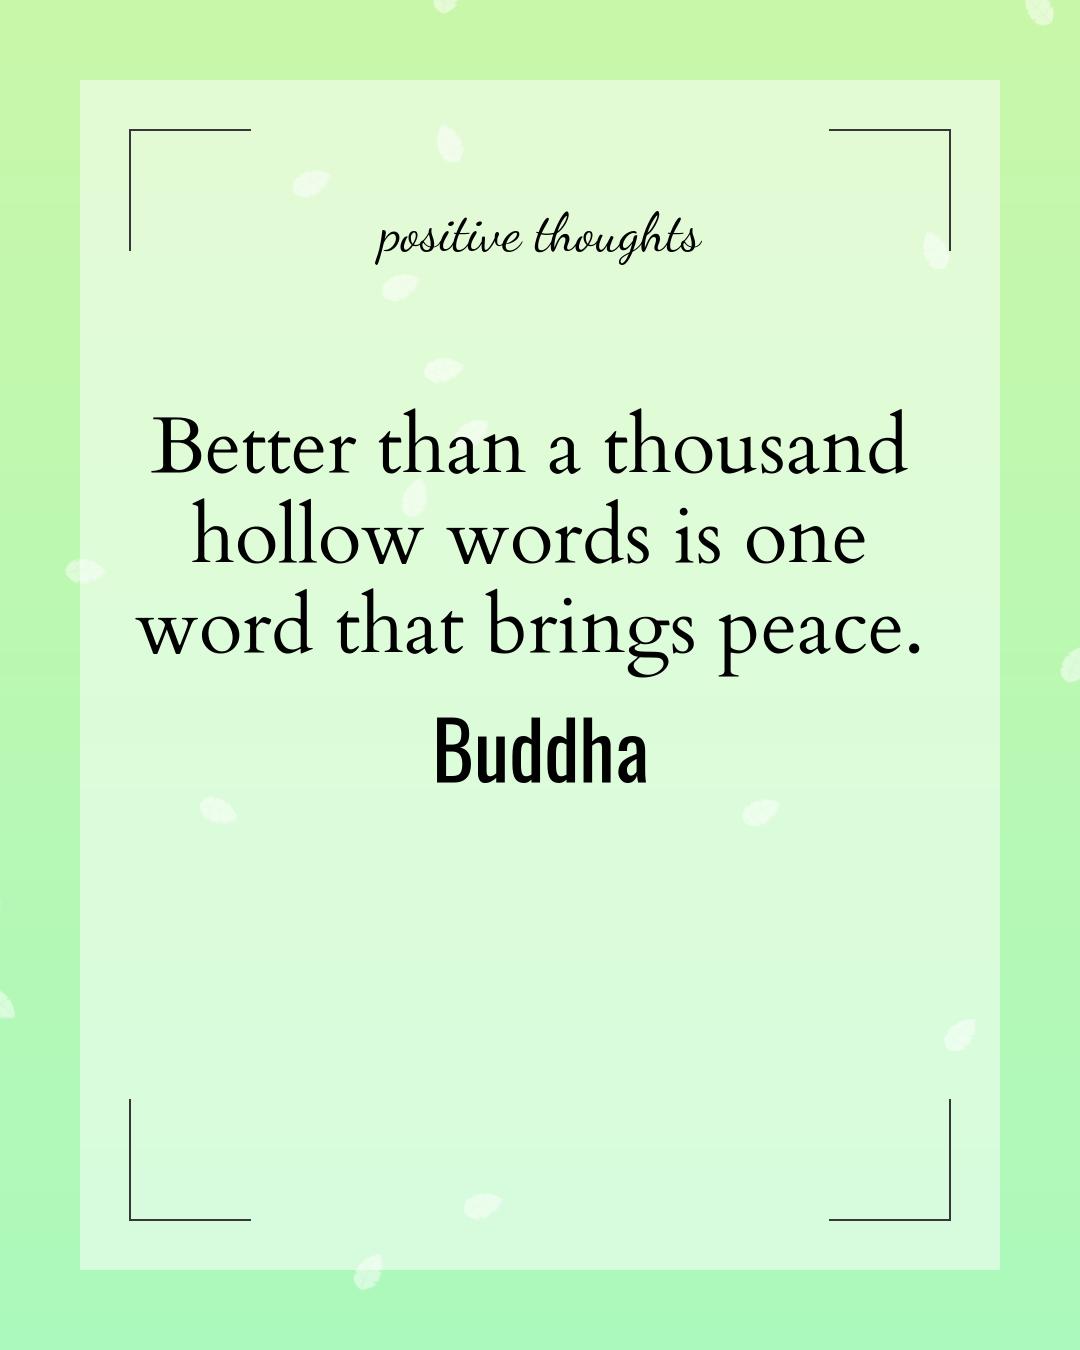 positive thoughts
Better than a thousand
hollow words is one
word that brings peace.
Buddha